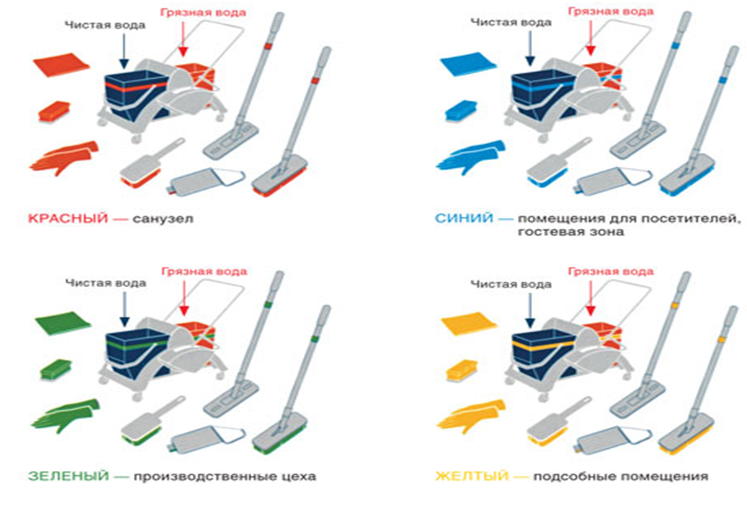 Чистая вода
Грязная вода
КРАСНЫЙ — санузел
Чистая вода
Грязная вода
СИНИЙ — помещения для посетителей,
гостевая зона
Чистая вода
Грязная вода
ЗЕЛЕНЫЙ — производственные цеха
Чистая вода
Грязная вода
ЖЕЛТЫЙ — подсобные помещения